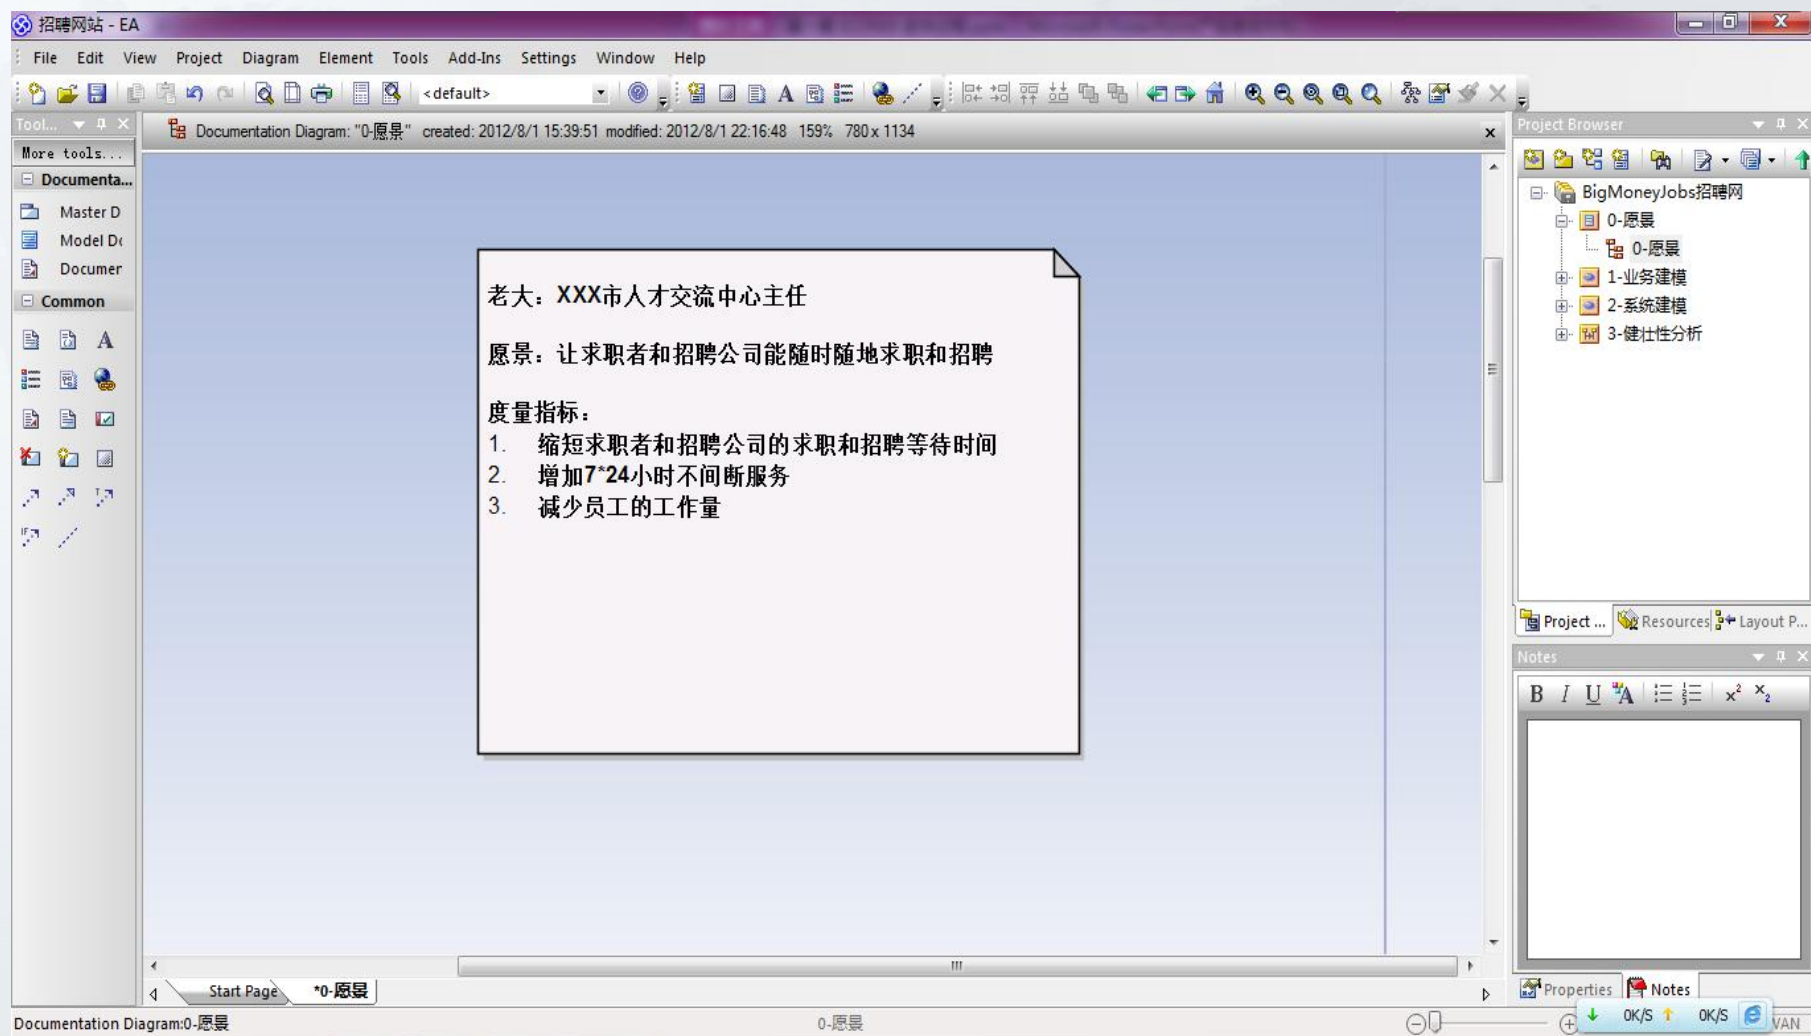 招聘网站 - EA
File Edit View Project Diagram Element Tools Add-Ins Settings Window Help
<default>
Tool...
Documentation Diagram: "0-愿景" created: 2012/8/1 15:39:51 modified: 2012/8/1 22:16:48 159% 780 x 1134
Project Browser
More tools...
Documenta...
Master D
Model Do
Documer
Common
BigMoneyJobs招聘网
0-愿景
0-愿景
1-业务建模
2-系统建模
3-健壮性分析
老大：XXX市人才交流中心主任
愿景：让求职者和招聘公司能随时随地求职和招聘
度量指标：
1. 缩短求职者和招聘公司的求职和招聘等待时间
2. 增加7*24小时不间断服务
3. 减少员工的工作量
Project ... Resources Layout P...
Notes
Start Page *0-愿景
Properties Notes
Documentation Diagram:0-愿景
0-愿景
0K/S 0K/S
VAN